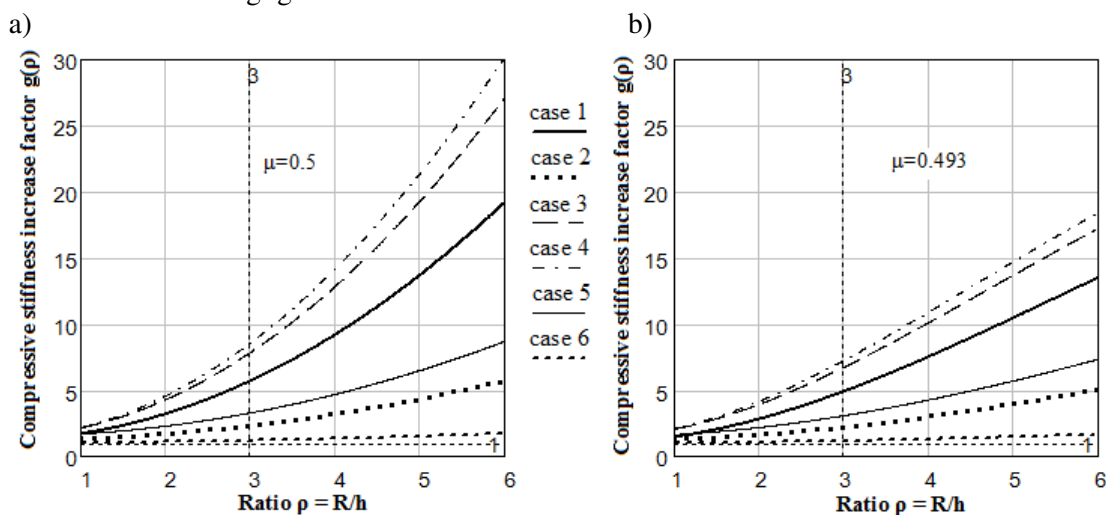 a)
b)
Compressive stiffness increase factor g(ρ)
30
25
20
15
10
5
0
3
μ=0.5
1
1 2 3 4 5 6
Ratio ρ = R/h
case 1
case 2
case 3
case 4
case 5
case 6
Compressive stiffness increase factor g(ρ)
30
25
20
15
10
5
0
3
μ=0.493
1
1 2 3 4 5 6
Ratio ρ = R/h